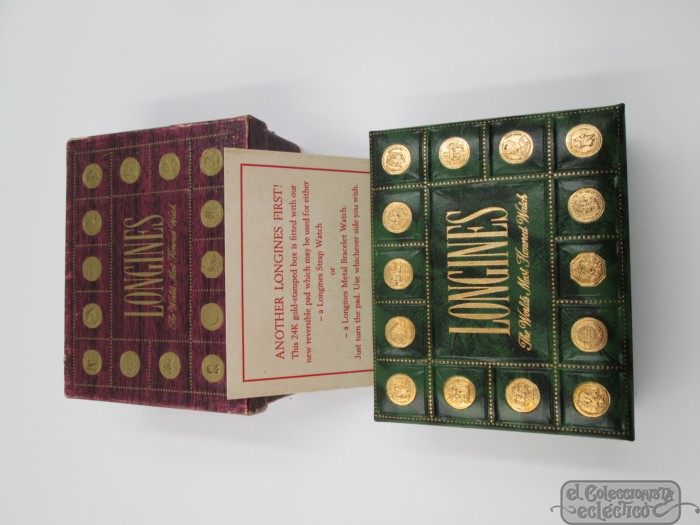 LONGINES
The World's Most Honored Watch
ANOTHER LONGINES FIRST!
This 24K gold-stamped box is fitted with our
new reversible pad which may be used for either
– a Longines Strap Watch
or
– a Longines Metal Bracelet Watch.
Just turn the pad. Use whichever side you wish.
LONGINES
The World's Most Honored Watch
el Coleccionista
ecléctico